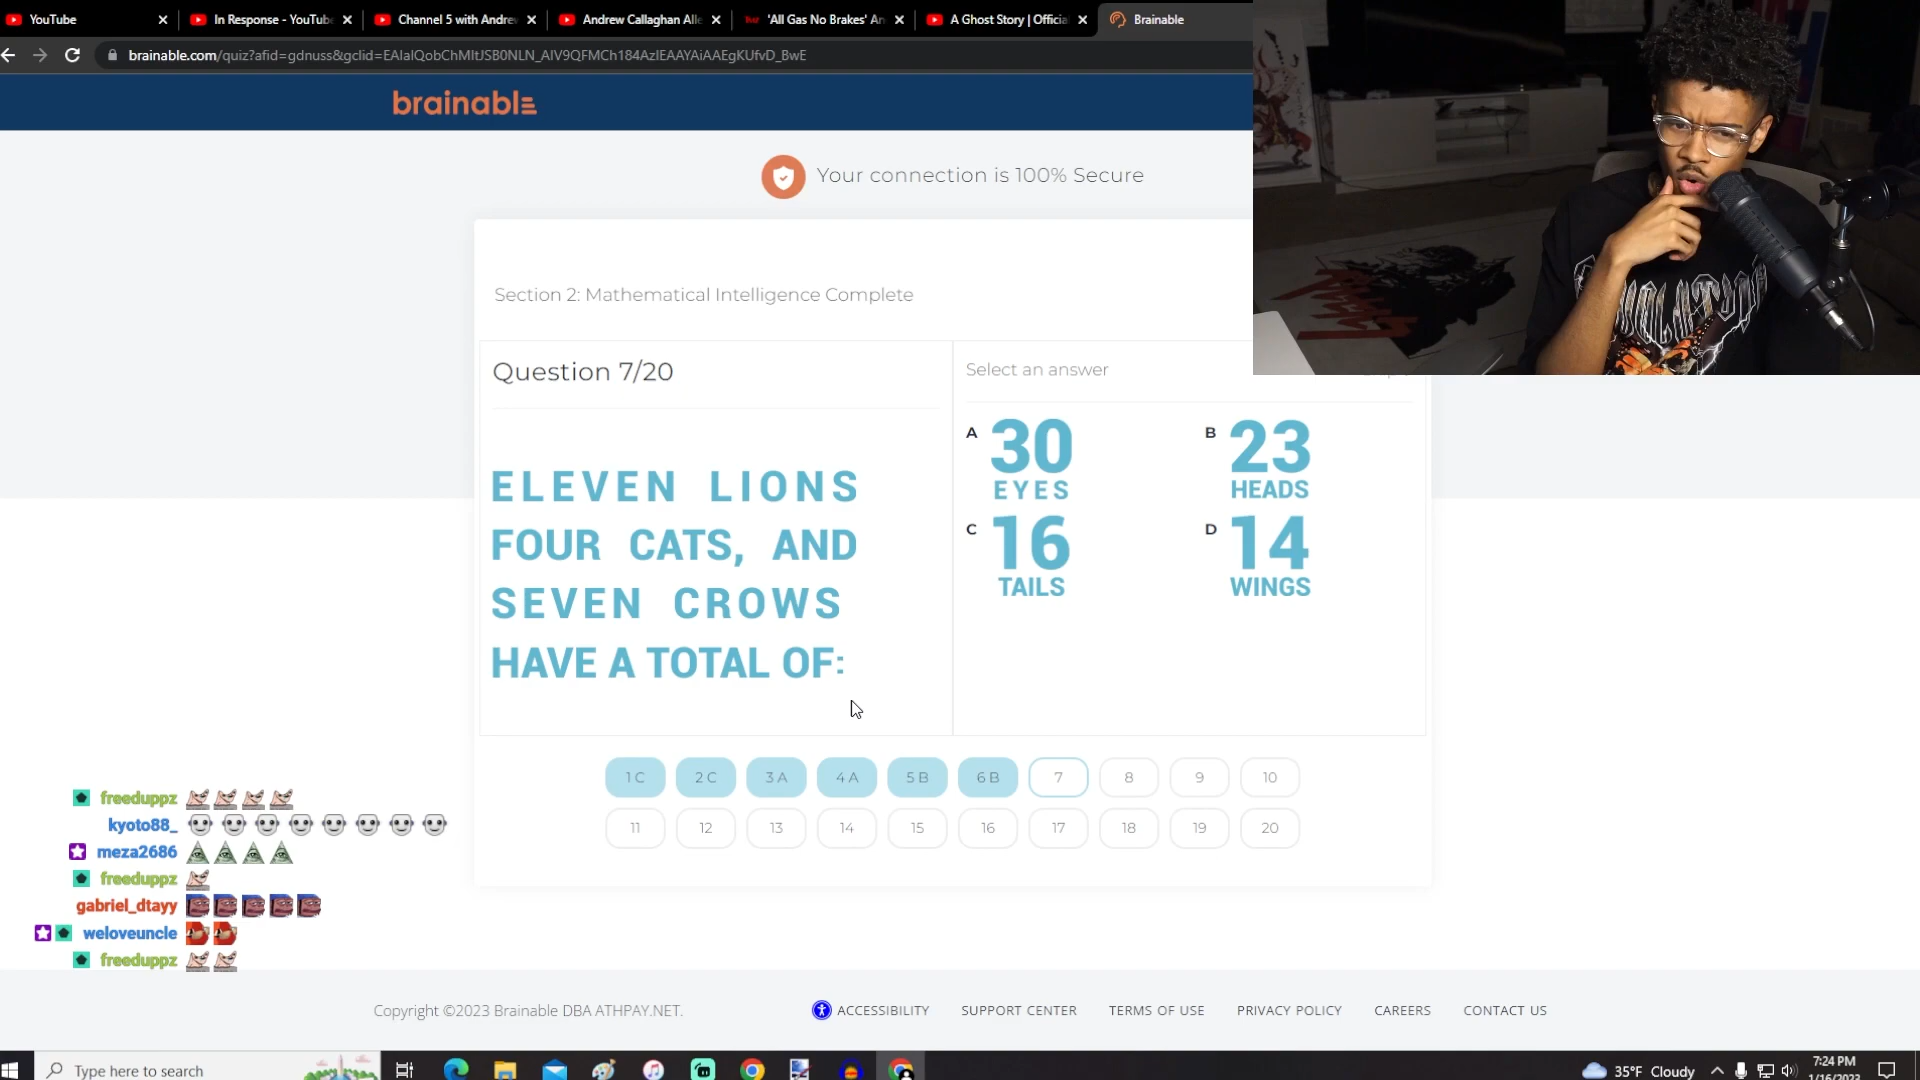 YouTube
In Response - YouTube
Channel 5 with Andrew
Andrew Callaghan Alle
'All Gas No Brakes' An
A Ghost Story | Officia
Brainable
brainable.com/quiz?afid=gdnuss&gclid=EAIaIQobChMItJSB0NLN_AIV9QFMCh184AzIEAAYAiAAEgKUfvD_BwE
brainable
Your connection is 100% Secure
Section 2: Mathematical Intelligence Complete
Question 7/20
Select an answer
ELEVEN LIONS
FOUR CATS, AND
SEVEN CROWS
HAVE A TOTAL OF:
A 30 EYES
B 23 HEADS
C 16 TAILS
D 14 WINGS
1 C 2 C 3 A 4 A 5 B 6 B 7 8 9 10
11 12 13 14 15 16 17 18 19 20
freeduppz
kyoto88_
meza2686
freeduppz
gabriel_dtayy
weloveuncle
freeduppz
Copyright ©2023 Brainable DBA ATHPAY.NET.
ACCESSIBILITY SUPPORT CENTER TERMS OF USE PRIVACY POLICY CAREERS CONTACT US
Type here to search
35°F Cloudy
7:24 PM
1/16/2023